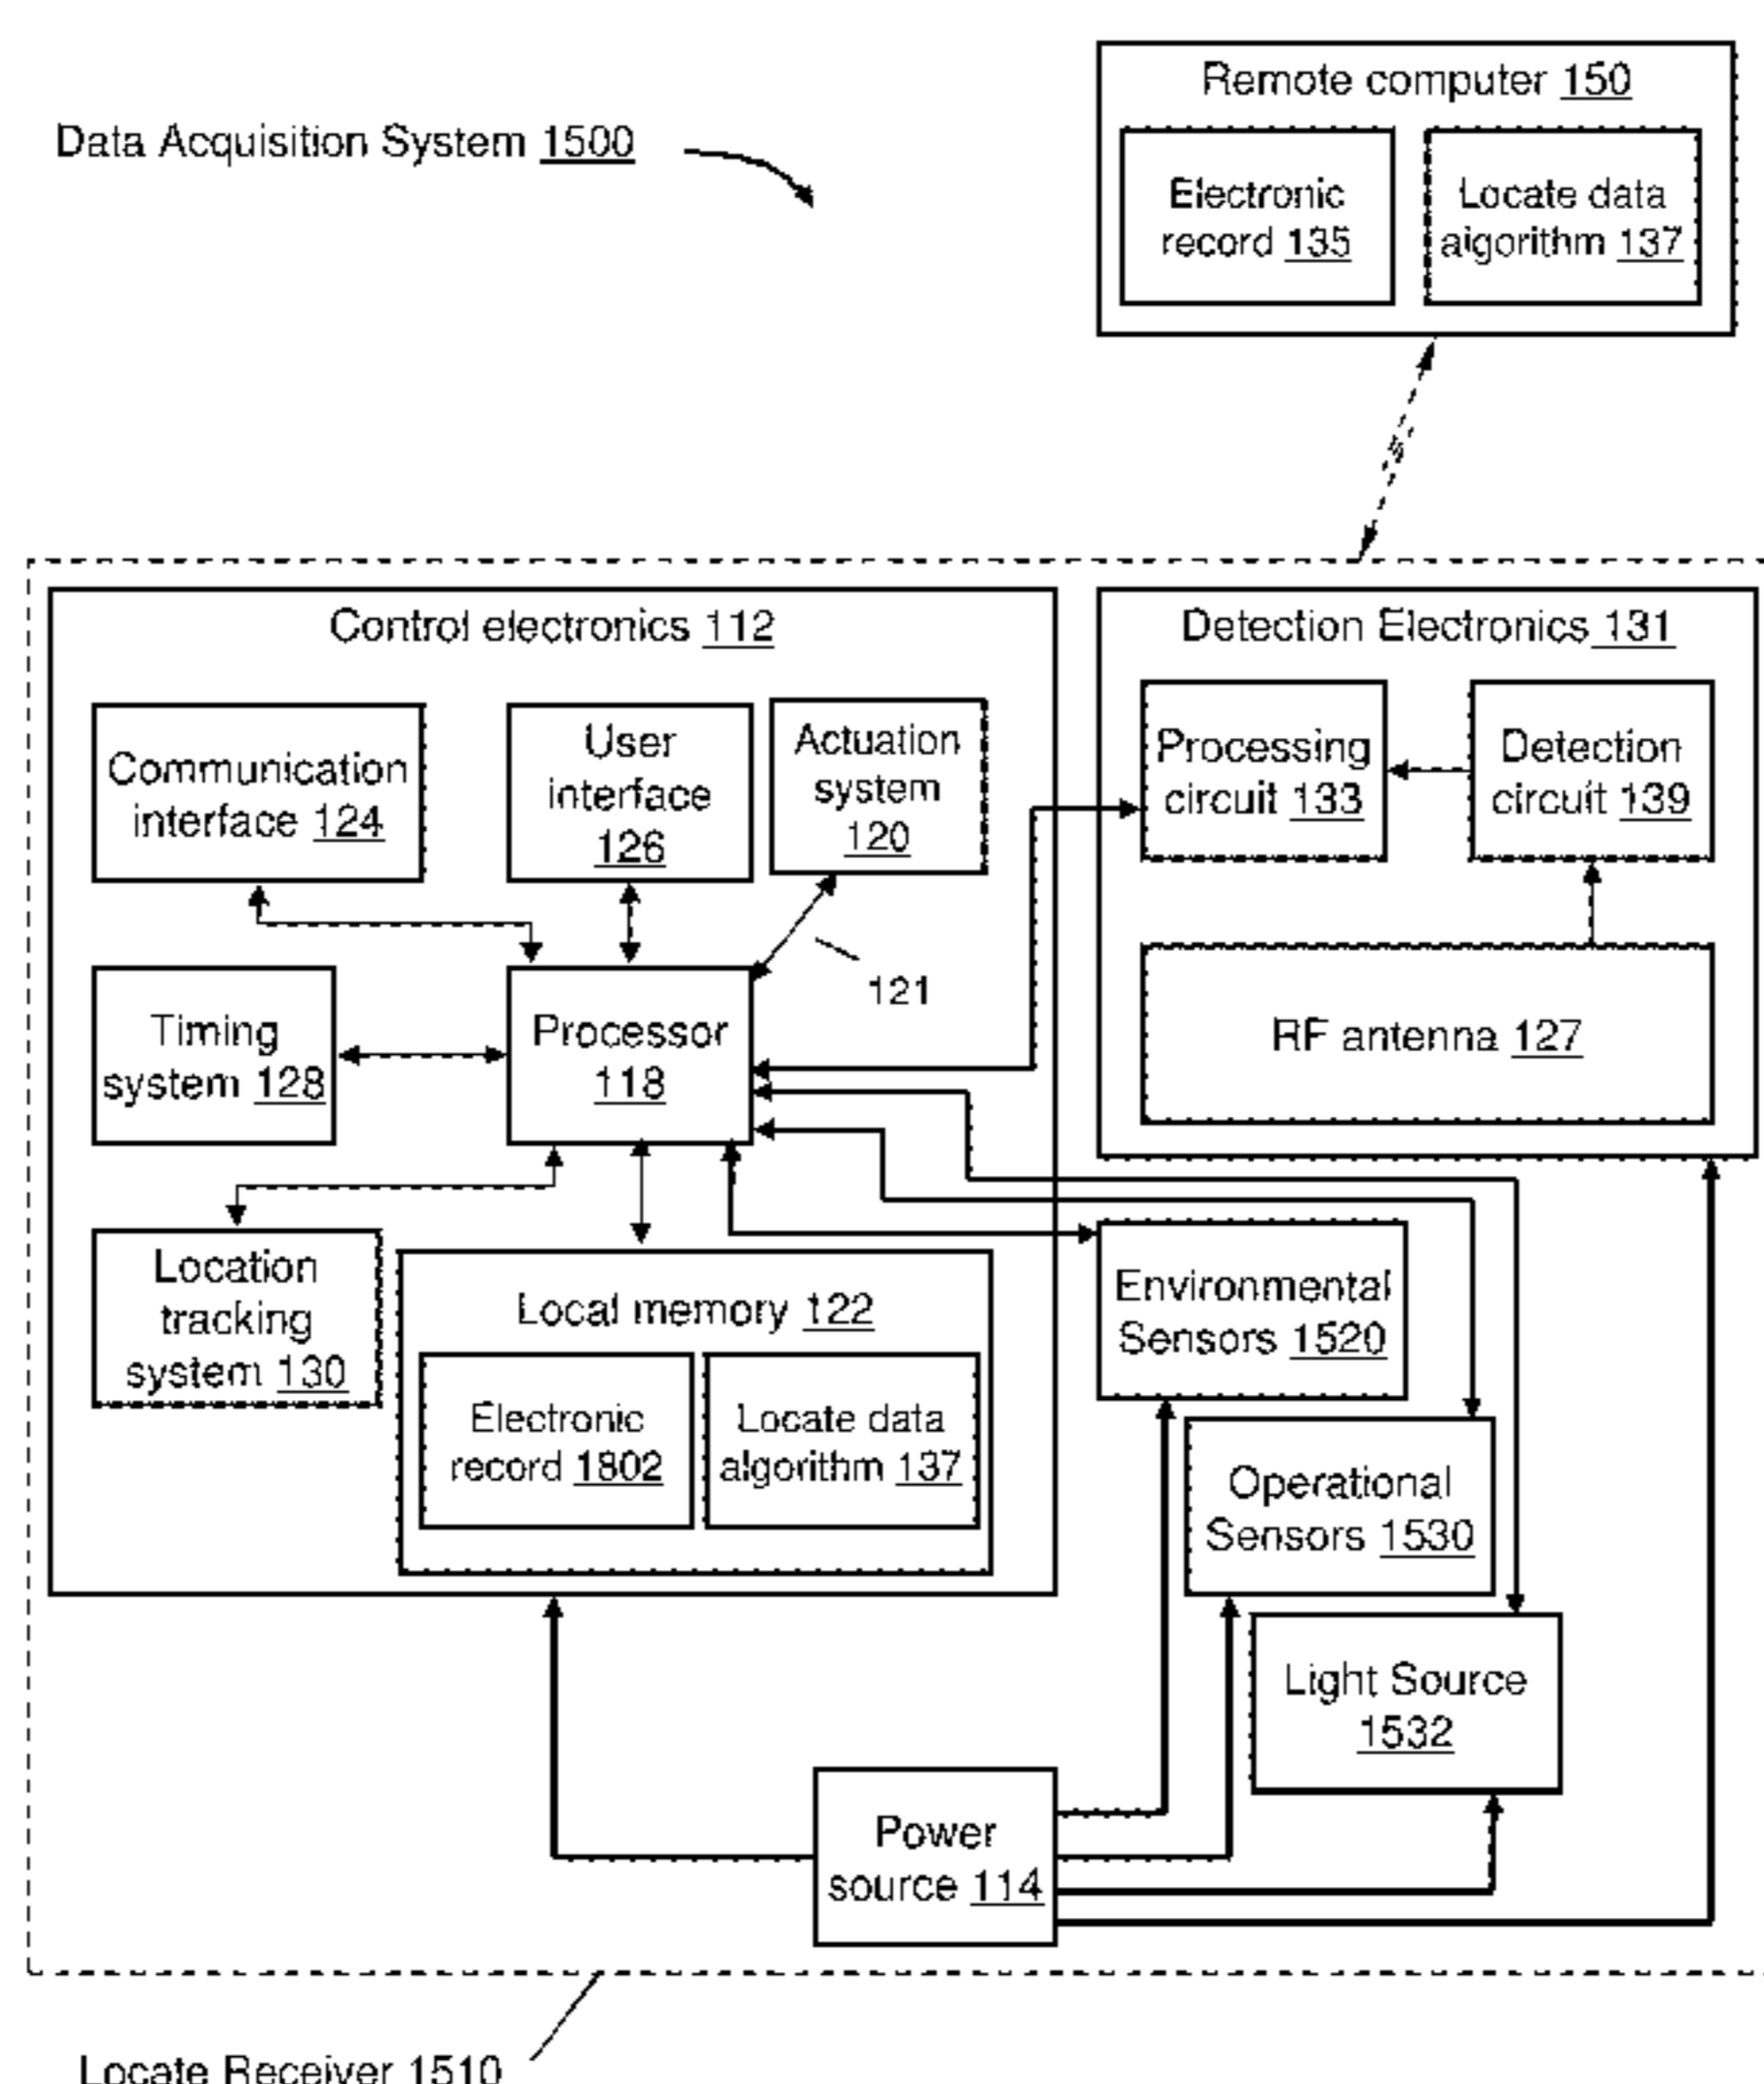 Remote computer 150
Data Acquisition System 1500
Electronic
record 135
Locate data
algorithm 137
Control electronics 112
Communication
interface 124
User
interface
126
Actuation
system
120
121
Timing
system 128
Processor
118
Location
tracking
system 130
Local memory 122
Electronic
record 1802
Locate data
algorithm 137
Detection Electronics 131
Processing
circuit 133
Detection
circuit 139
RF antenna 127
Environmental
Sensors 1520
Operational
Sensors 1530
Light Source
1532
Power
source 114
Locate Receiver 1510